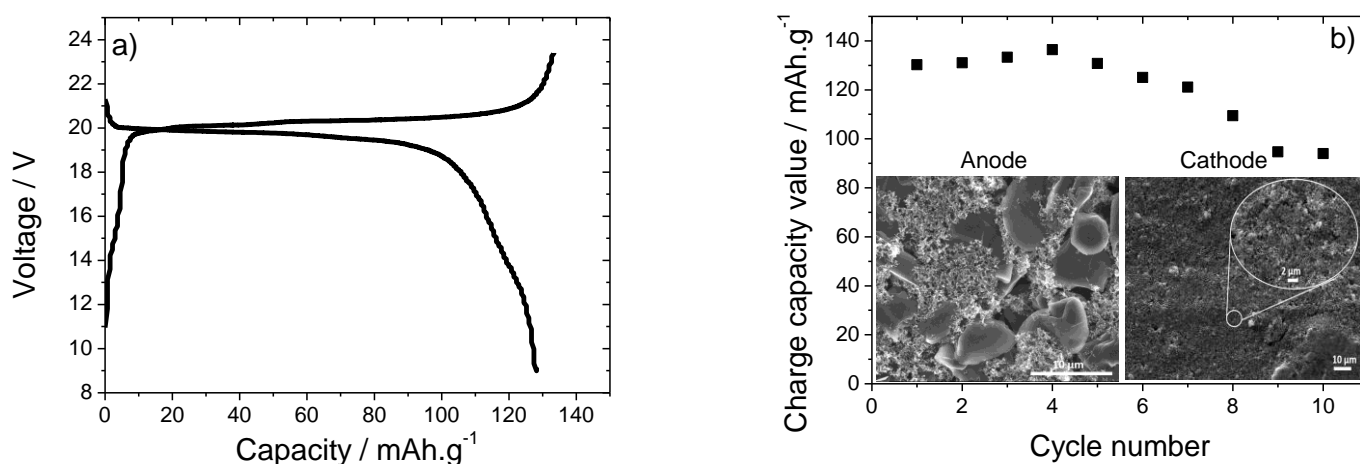 a)
24
22
20
18
16
14
12
10
8
Voltage / V
0 20 40 60 80 100 120 140
Capacity / mAh.g-1
b)
140
120
100
80
60
40
20
0
Charge capacity value / mAh.g-1
Anode Cathode
2 µm
10 µm
10 µm
0 2 4 6 8 10
Cycle number